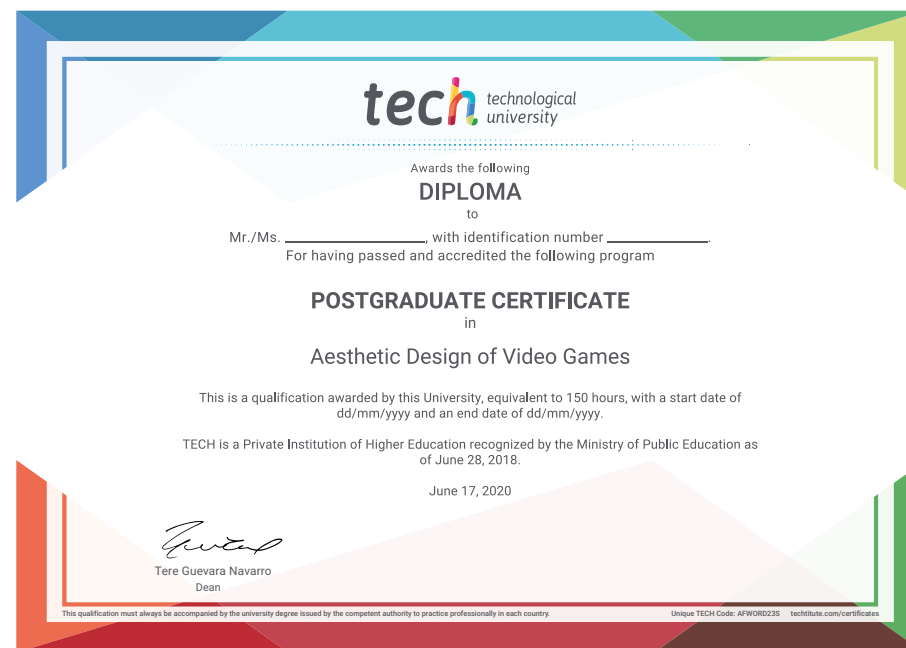 tech technological
university
Awards the following
DIPLOMA
to
Mr./Ms. ____________________, with identification number ______________.
For having passed and accredited the following program
POSTGRADUATE CERTIFICATE
in
Aesthetic Design of Video Games
This is a qualification awarded by this University, equivalent to 150 hours, with a start date of
dd/mm/yyyy and an end date of dd/mm/yyyy.
TECH is a Private Institution of Higher Education recognized by the Ministry of Public Education as
of June 28, 2018.
June 17, 2020
Tere Guevara Navarro
Dean
This qualification must always be accompanied by the university degree issued by the competent authority to practice professionally in each country. Unique TECH Code: AFWORD23S techtitute.com/certificates